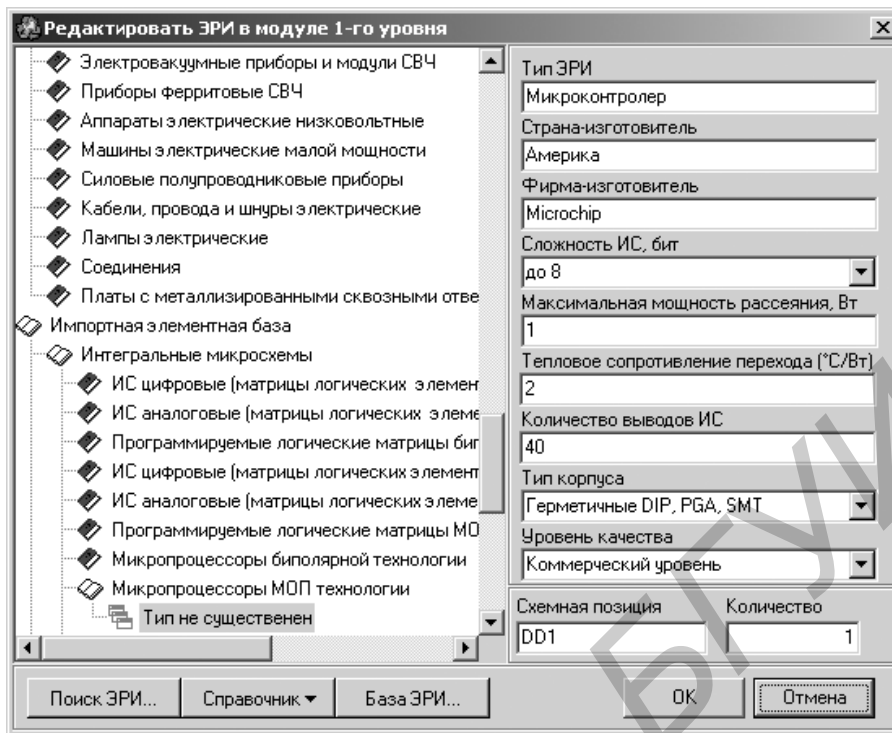 Редактировать ЭРИ в модуле 1-го уровня
Электровакуумные приборы и модули СВЧ
Приборы ферритовые СВЧ
Аппараты электрические низковольтные
Машины электрические малой мощности
Силовые полупроводниковые приборы
Кабели, провода и шнуры электрические
Лампы электрические
Соединения
Платы с металлизированными сквозными отве
Импортная элементная база
Интегральные микросхемы
ИС цифровые (матрицы логических элемен
ИС аналоговые (матрицы логических элеме
Программируемые логические матрицы биг
ИС цифровые (матрицы логических элемент
ИС аналоговые (матрицы логических элеме
Программируемые логические матрицы МО
Микропроцессоры биполярной технологии
Микропроцессоры МОП технологии
Тип не существенен
Тип ЭРИ
Микроконтролер
Страна-изготовитель
Америка
Фирма-изготовитель
Microchip
Сложность ИС, бит
до 8
Максимальная мощность рассеяния, Вт
1
Тепловое сопротивление перехода (°С/Вт)
2
Количество выводов ИС
40
Тип корпуса
Герметичные DIP, PGA, SMT
Уровень качества
Коммерческий уровень
Схемная позиция Количество
DD1 1
Поиск ЭРИ... Справочник База ЭРИ... OK Отмена
БГУИ